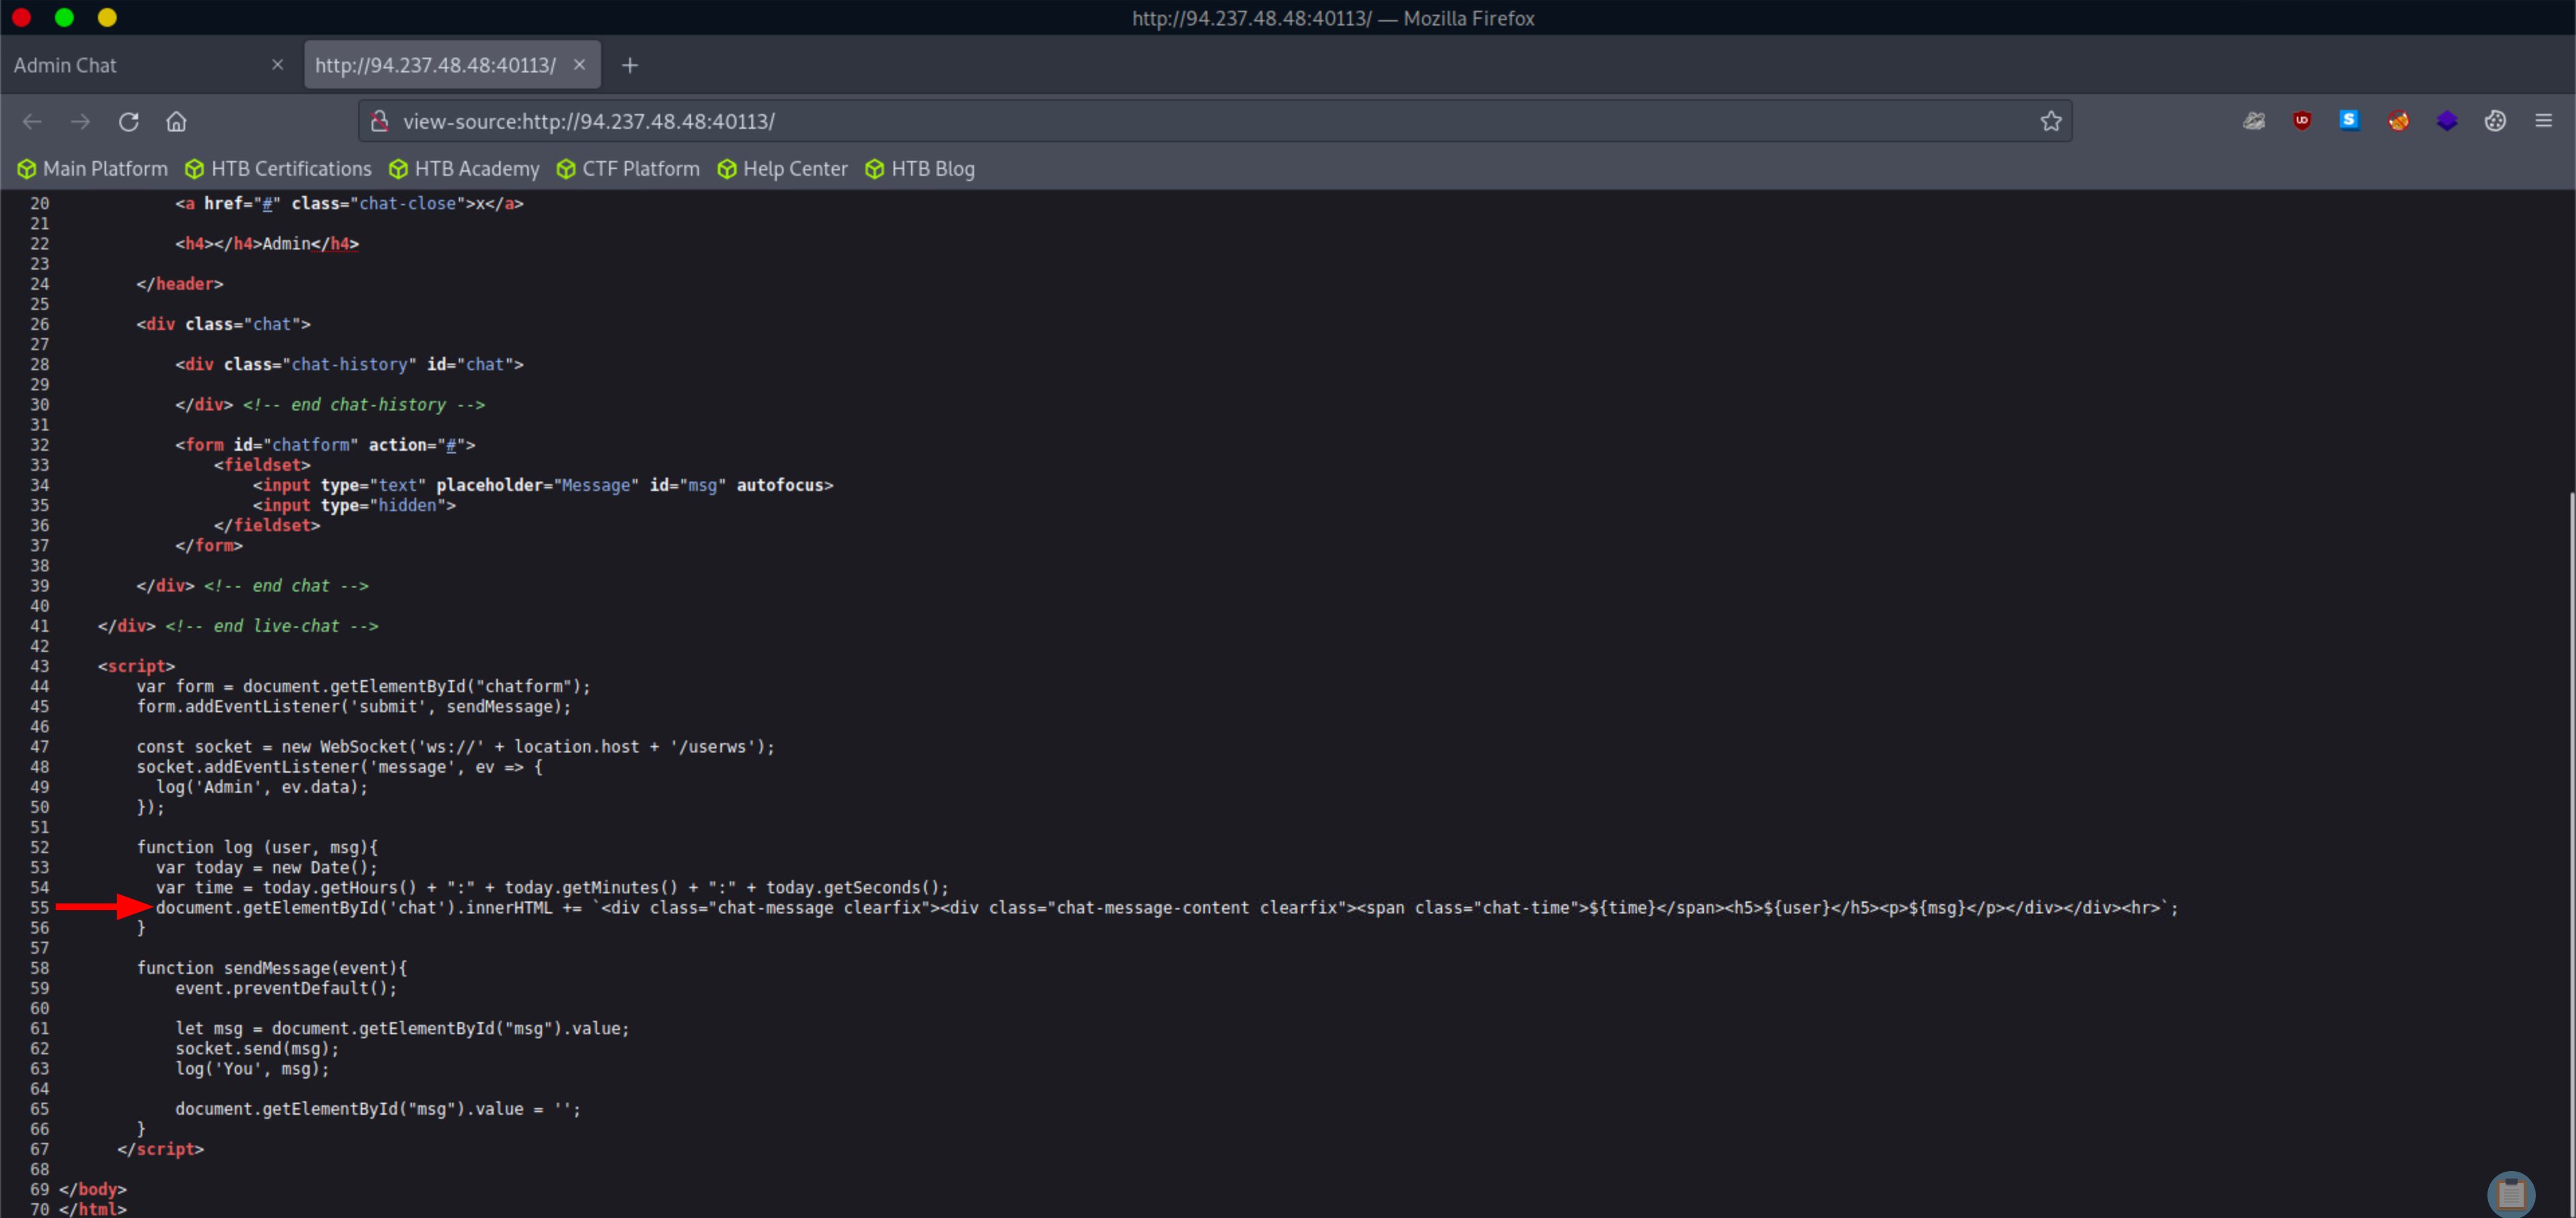 http://94.237.48.48:40113/ — Mozilla Firefox
Admin Chat × http://94.237.48.48:40113/ × +
view-source:http://94.237.48.48:40113/
Main Platform HTB Certifications HTB Academy CTF Platform Help Center HTB Blog
20 <a href="#" class="chat-close">x</a>
21
22 <h4></h4>Admin</h4>
23
24 </header>
25
26 <div class="chat">
27
28 <div class="chat-history" id="chat">
29
30 </div> <!-- end chat-history -->
31
32 <form id="chatform" action="#">
33 <fieldset>
34 <input type="text" placeholder="Message" id="msg" autofocus>
35 <input type="hidden">
36 </fieldset>
37 </form>
38
39 </div> <!-- end chat -->
40
41 </div> <!-- end live-chat -->
42
43 <script>
44 var form = document.getElementById("chatform");
45 form.addEventListener('submit', sendMessage);
46
47 const socket = new WebSocket('ws://' + location.host + '/userws');
48 socket.addEventListener('message', ev => {
49 log('Admin', ev.data);
50 });
51
52 function log (user, msg){
53 var today = new Date();
54 var time = today.getHours() + ":" + today.getMinutes() + ":" + today.getSeconds();
55 document.getElementById('chat').innerHTML += `<div class="chat-message clearfix"><div class="chat-message-content clearfix"><span class="chat-time">${time}</span><h5>${user}</h5><p>${msg}</p></div></div><hr>`;
56 }
57
58 function sendMessage(event){
59 event.preventDefault();
60
61 let msg = document.getElementById("msg").value;
62 socket.send(msg);
63 log('You', msg);
64
65 document.getElementById("msg").value = '';
66 }
67 </script>
68
69 </body>
70 </html>